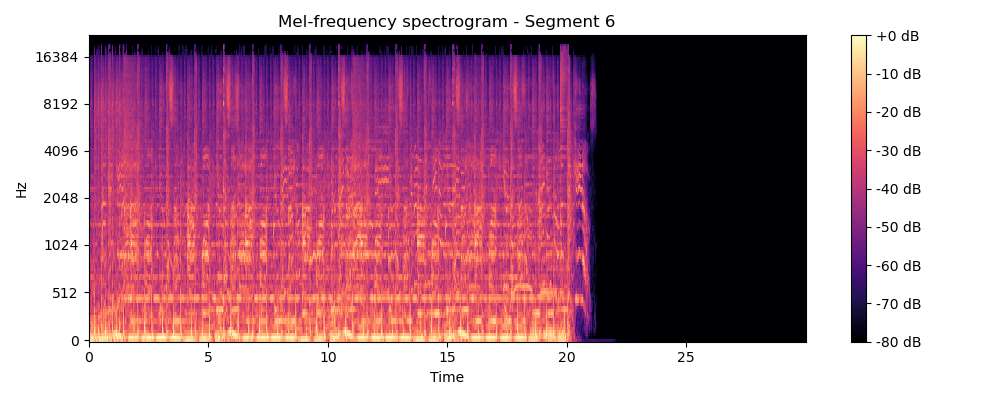 Mel-frequency spectrogram - Segment 6
Hz
16384
8192
4096
2048
1024
512
0
0 5 10 15 20 25
Time
+0 dB
-10 dB
-20 dB
-30 dB
-40 dB
-50 dB
-60 dB
-70 dB
-80 dB